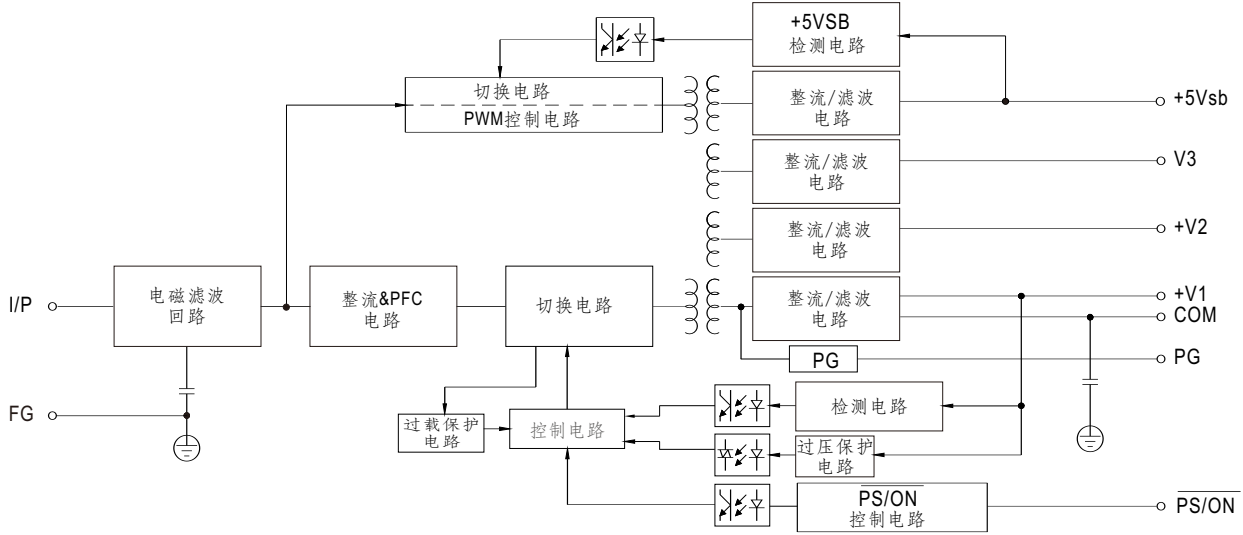 +5VSB
检测电路
切换电路
PWM控制电路
整流/滤波
电路
+5Vsb
整流/滤波
电路
V3
整流/滤波
电路
+V2
I/P
电磁滤波
回路
整流&PFC
电路
切换电路
整流/滤波
电路
+V1
COM
PG
PG
FG
过载保护
电路
控制电路
检测电路
过压保护
电路
PS/ON
控制电路
PS/ON